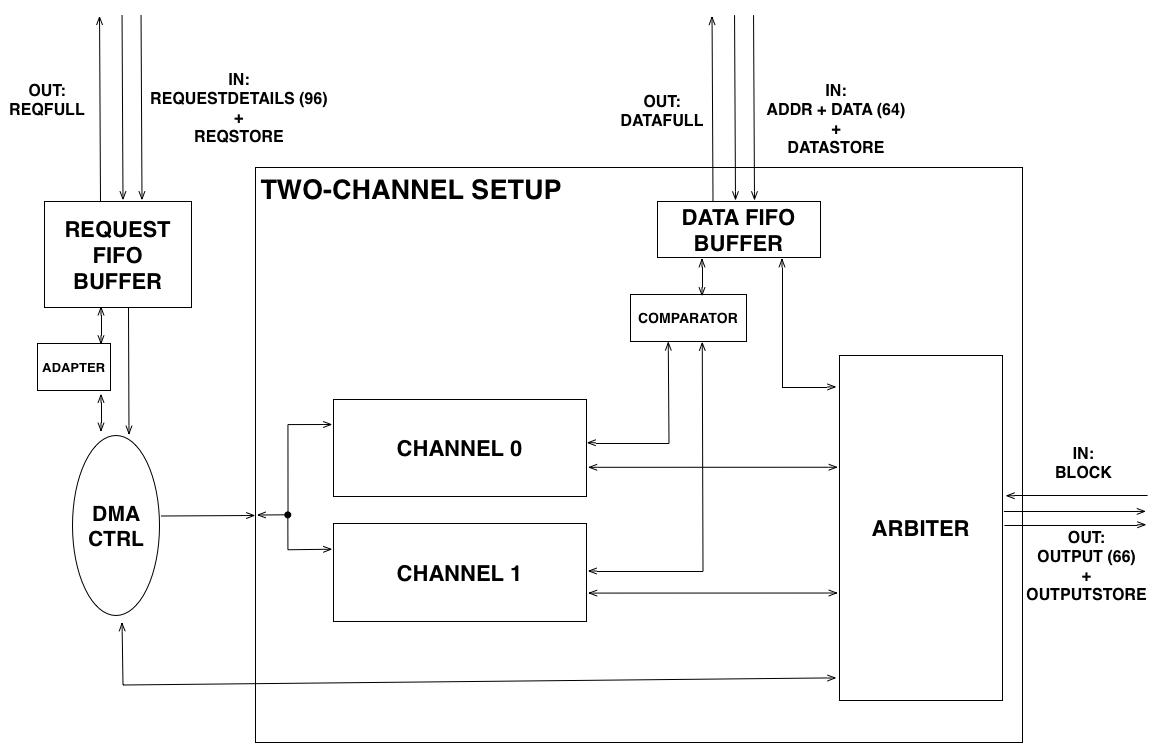 OUT:
REQFULL
IN:
REQUESTDETAILS (96)
+
REQSTORE
OUT:
DATAFULL
IN:
ADDR + DATA (64)
+
DATASTORE
TWO-CHANNEL SETUP
REQUEST
FIFO
BUFFER
DATA FIFO
BUFFER
COMPARATOR
ADAPTER
CHANNEL 0
DMA
CTRL
CHANNEL 1
ARBITER
IN:
BLOCK
OUT:
OUTPUT (66)
+
OUTPUTSTORE